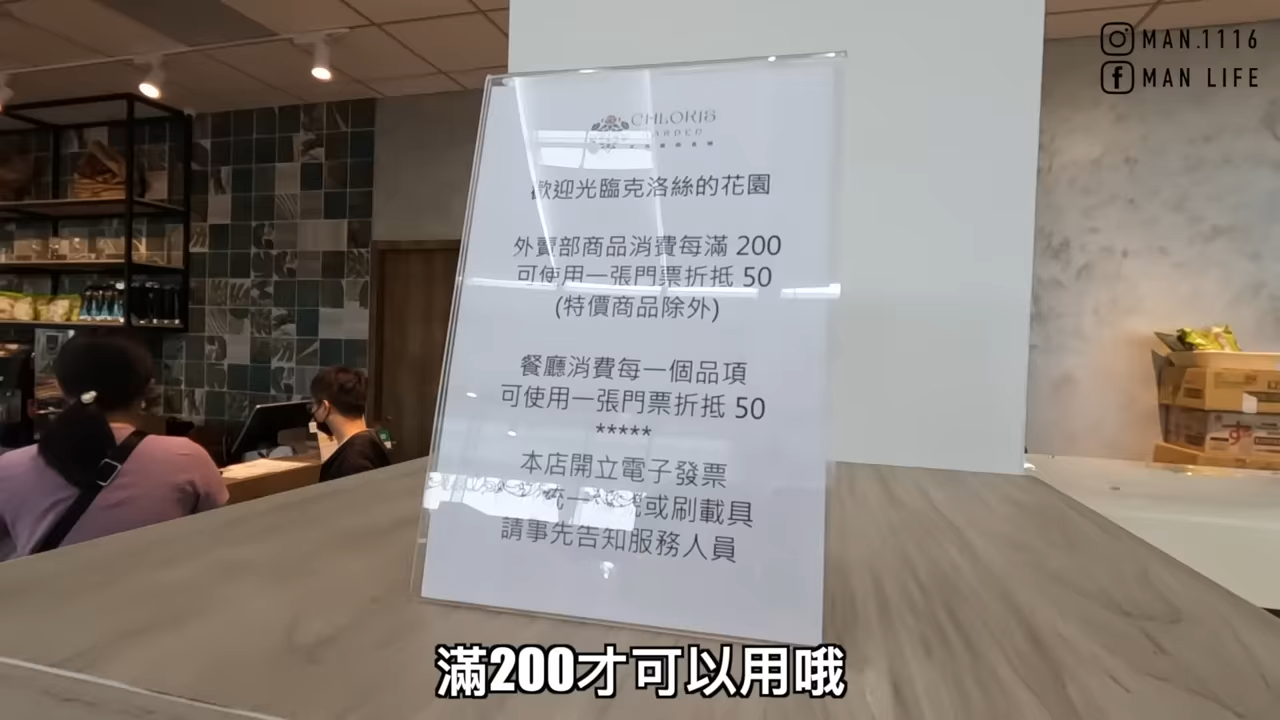 MAN.1116
MAN LIFE
CHLORIS
歡迎光臨克洛絲的花園
外賣部商品消費每滿 200
可使用一張門票折抵 50
(特價商品除外)
餐廳消費每一個品項
可使用一張門票折抵 50
*****
本店開立電子發票
統一
或刷載具
請事先告知服務人員
滿200才可以用哦